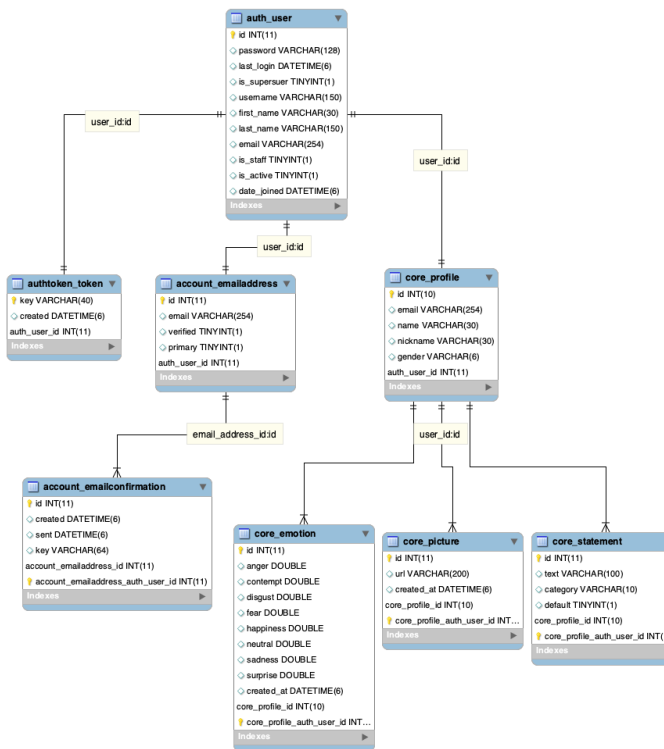 auth_user
id INT(11)
password VARCHAR(128)
last_login DATETIME(6)
is_supersuer TINYINT(1)
username VARCHAR(150)
first_name VARCHAR(30)
last_name VARCHAR(150)
email VARCHAR(254)
is_staff TINYINT(1)
is_active TINYINT(1)
date_joined DATETIME(6)
Indexes
user_id:id
user_id:id
user_id:id
authtoken_token
key VARCHAR(40)
created DATETIME(6)
auth_user_id INT(11)
Indexes
account_emailaddress
id INT(11)
email VARCHAR(254)
verified TINYINT(1)
primary TINYINT(1)
auth_user_id INT(11)
Indexes
core_profile
id INT(10)
email VARCHAR(254)
name VARCHAR(30)
nickname VARCHAR(30)
gender VARCHAR(6)
auth_user_id INT(11)
Indexes
email_address_id:id
user_id:id
account_emailconfirmation
id INT(11)
created DATETIME(6)
sent DATETIME(6)
key VARCHAR(64)
account_emailaddress_id INT(11)
account_emailaddress_auth_user_id INT(11)
Indexes
core_emotion
id INT(11)
anger DOUBLE
contempt DOUBLE
disgust DOUBLE
fear DOUBLE
happiness DOUBLE
neutral DOUBLE
sadness DOUBLE
surprise DOUBLE
created_at DATETIME(6)
core_profile_id INT(10)
core_profile_auth_user_id INT...
Indexes
core_picture
id INT(11)
url VARCHAR(200)
created_at DATETIME(6)
core_profile_id INT(10)
core_profile_auth_user_id INT...
Indexes
core_statement
id INT(11)
text VARCHAR(100)
category VARCHAR(10)
default TINYINT(1)
core_profile_id INT(10)
core_profile_auth_user_id INT(
Indexes